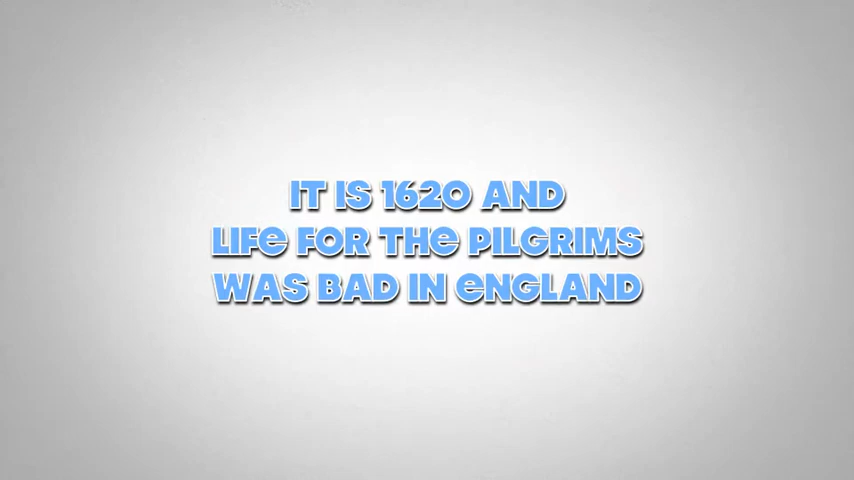 IT IS 1620 AND
LIFE FOR THE PILGRIMS
WAS BAD IN ENGLAND